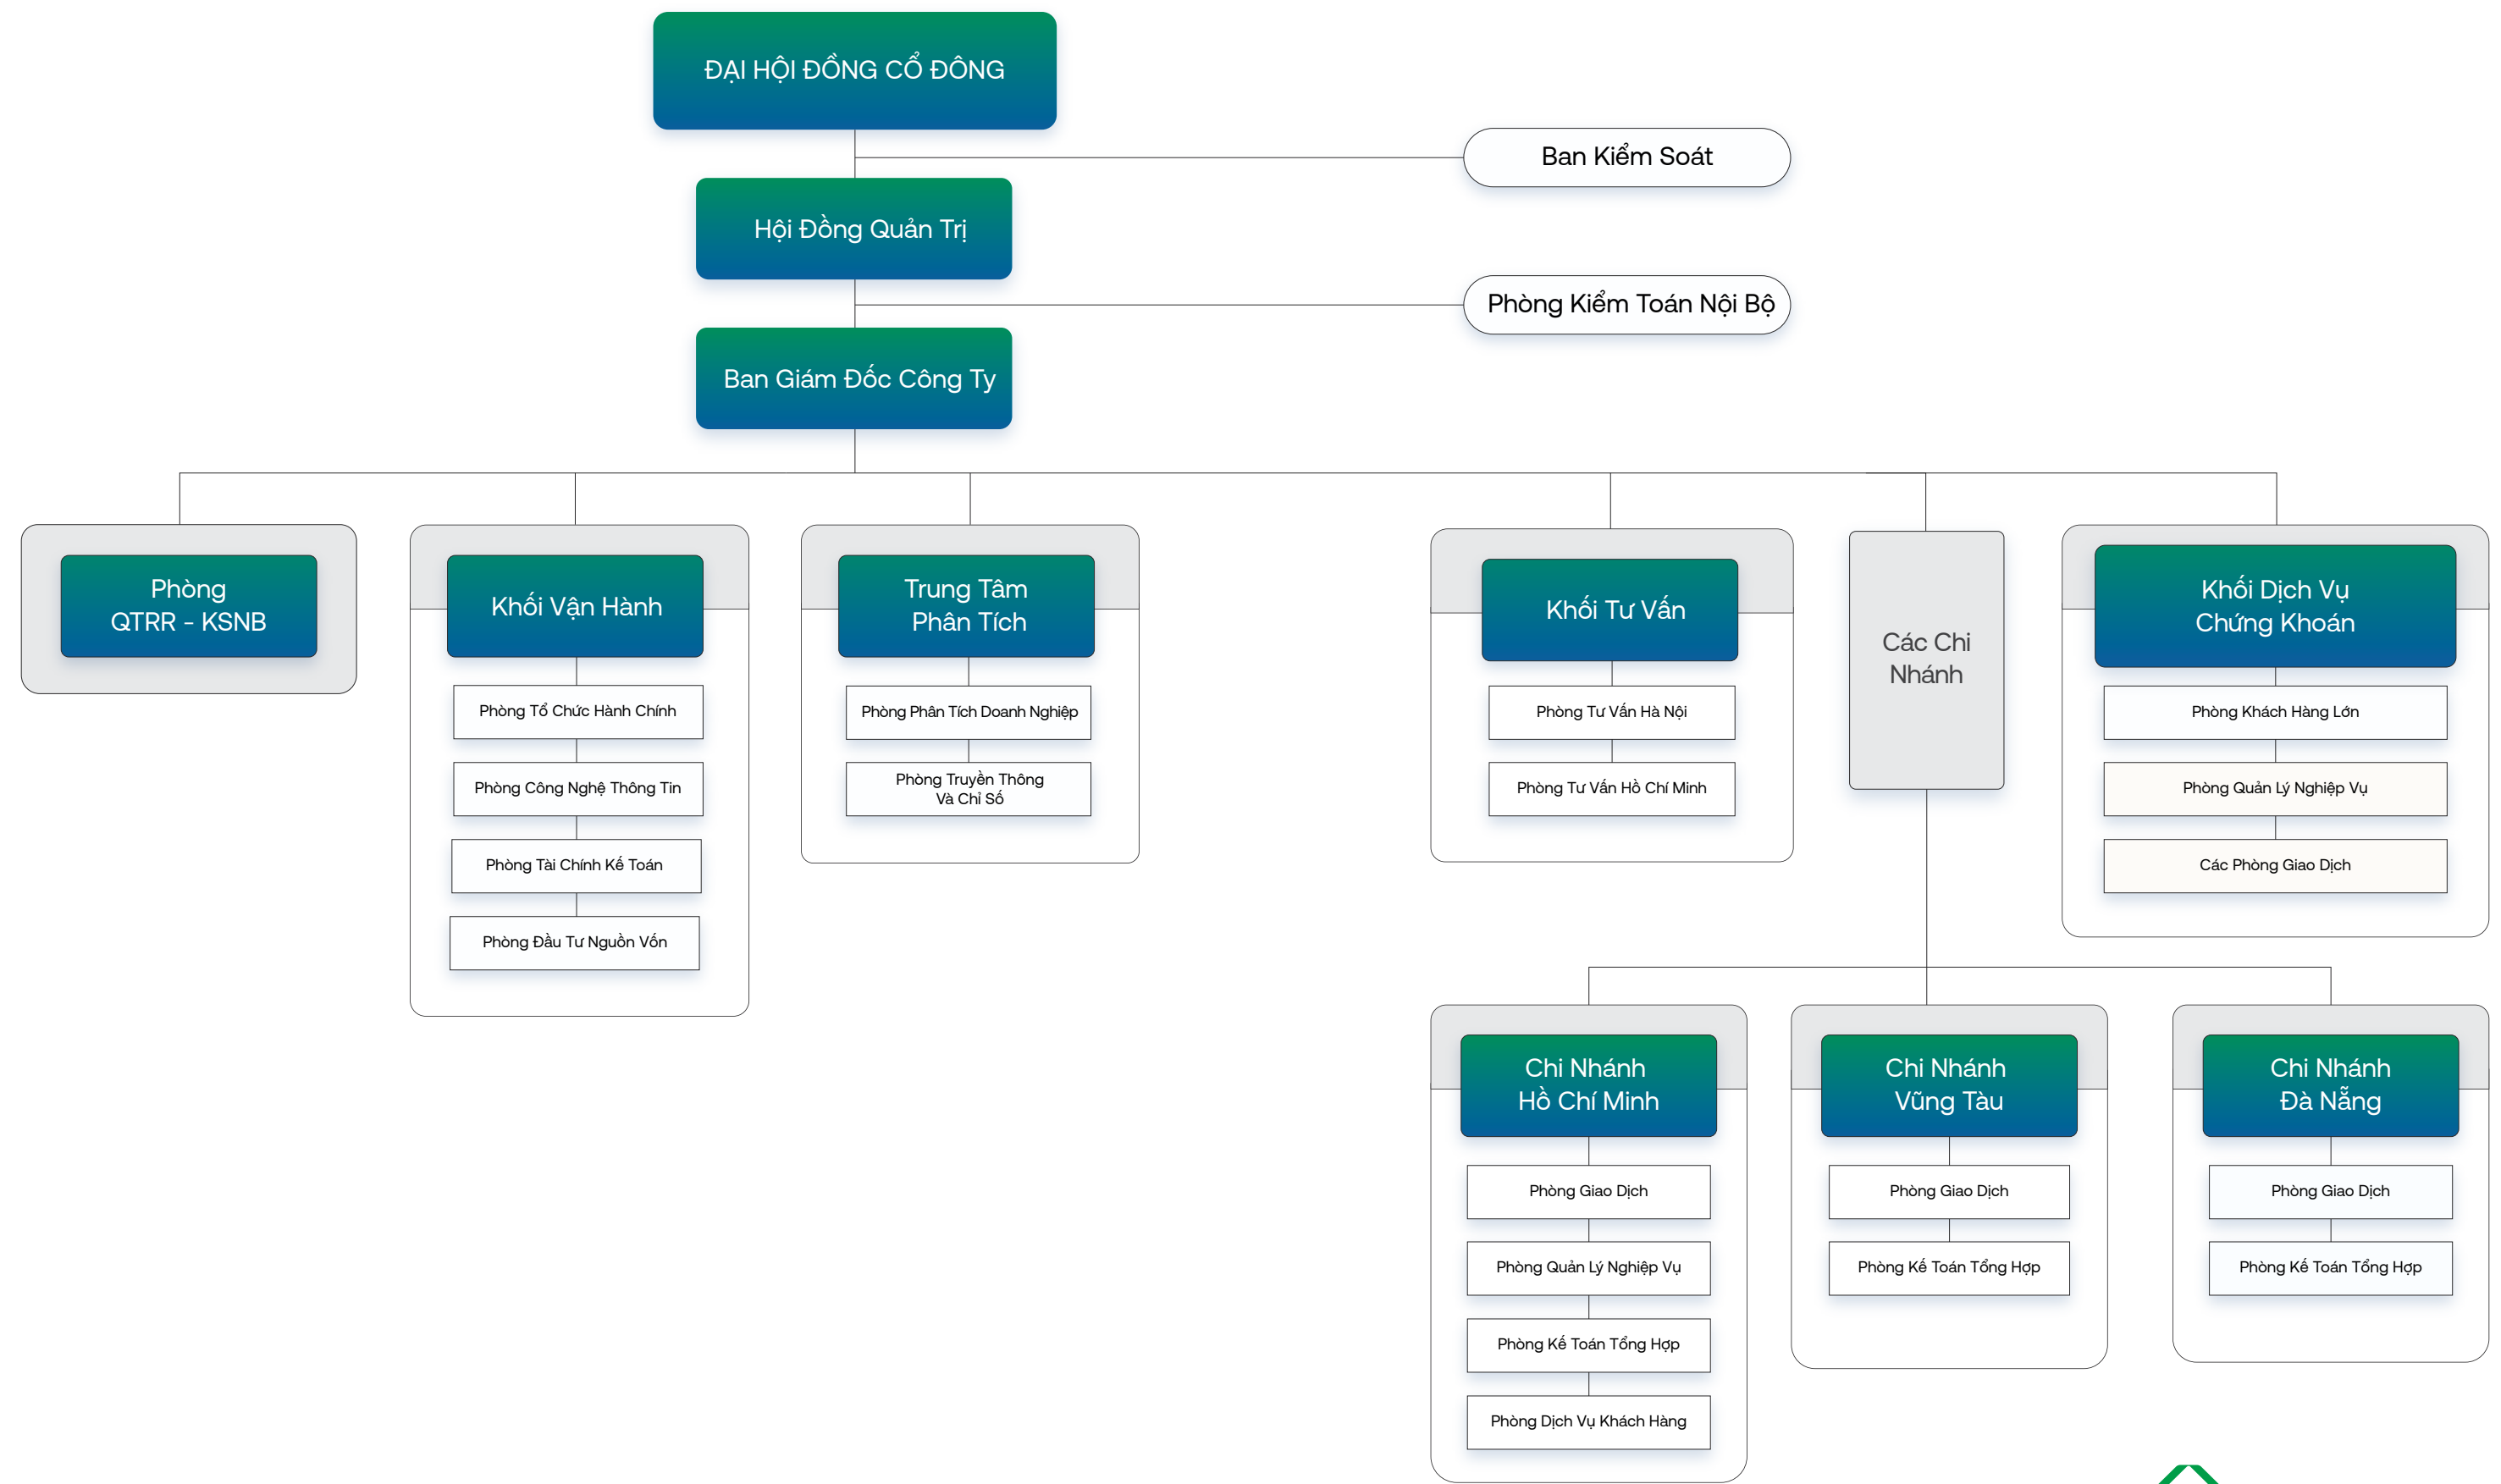 ĐẠI HỘI ĐỒNG CỔ ĐÔNG
Ban Kiểm Soát
Hội Đồng Quản Trị
Phòng Kiểm Toán Nội Bộ
Ban Giám Đốc Công Ty
Phòng
QTRR - KSNB
Khối Vận Hành
Phòng Tổ Chức Hành Chính
Phòng Công Nghệ Thông Tin
Phòng Tài Chính Kế Toán
Phòng Đầu Tư Nguồn Vốn
Trung Tâm
Phân Tích
Phòng Phân Tích Doanh Nghiệp
Phòng Truyền Thông
Và Chỉ Số
Khối Tư Vấn
Phòng Tư Vấn Hà Nội
Phòng Tư Vấn Hồ Chí Minh
Các Chi
Nhánh
Khối Dịch Vụ
Chứng Khoán
Phòng Khách Hàng Lớn
Phòng Quản Lý Nghiệp Vụ
Các Phòng Giao Dịch
Chi Nhánh
Hồ Chí Minh
Phòng Giao Dịch
Phòng Quản Lý Nghiệp Vụ
Phòng Kế Toán Tổng Hợp
Phòng Dịch Vụ Khách Hàng
Chi Nhánh
Vũng Tàu
Phòng Giao Dịch
Phòng Kế Toán Tổng Hợp
Chi Nhánh
Đà Nẵng
Phòng Giao Dịch
Phòng Kế Toán Tổng Hợp